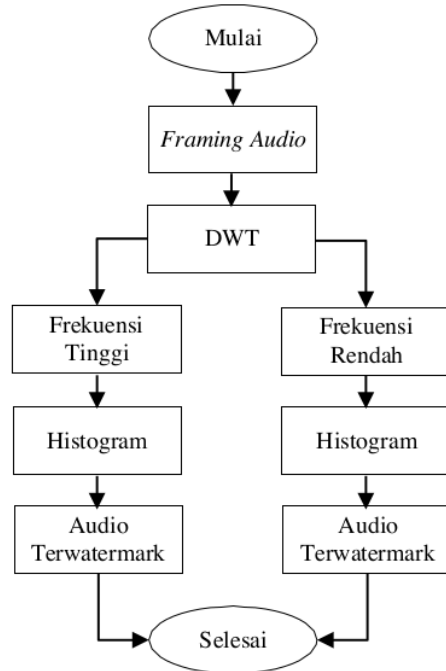 Mulai
Framing Audio
DWT
Frekuensi
Tinggi
Frekuensi
Rendah
Histogram
Histogram
Audio
Terwatermark
Audio
Terwatermark
Selesai